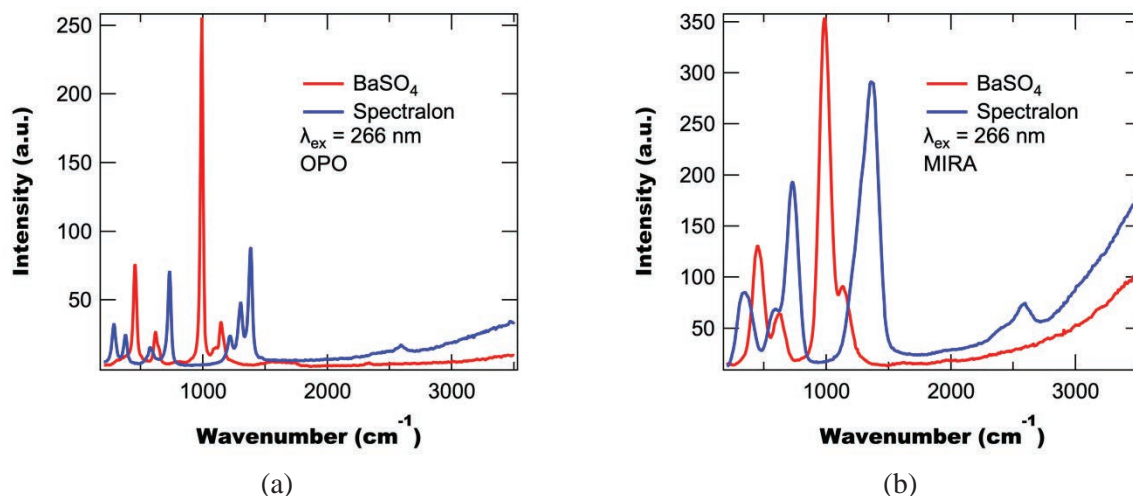 250
200
150
100
50
Intensity (a.u.)
BaSO4
Spectralon
λex = 266 nm
OPO
1000
2000
3000
Wavenumber (cm-1)
(a)
350
300
250
200
150
100
50
Intensity (a.u.)
BaSO4
Spectralon
λex = 266 nm
MIRA
1000
2000
3000
Wavenumber (cm-1)
(b)